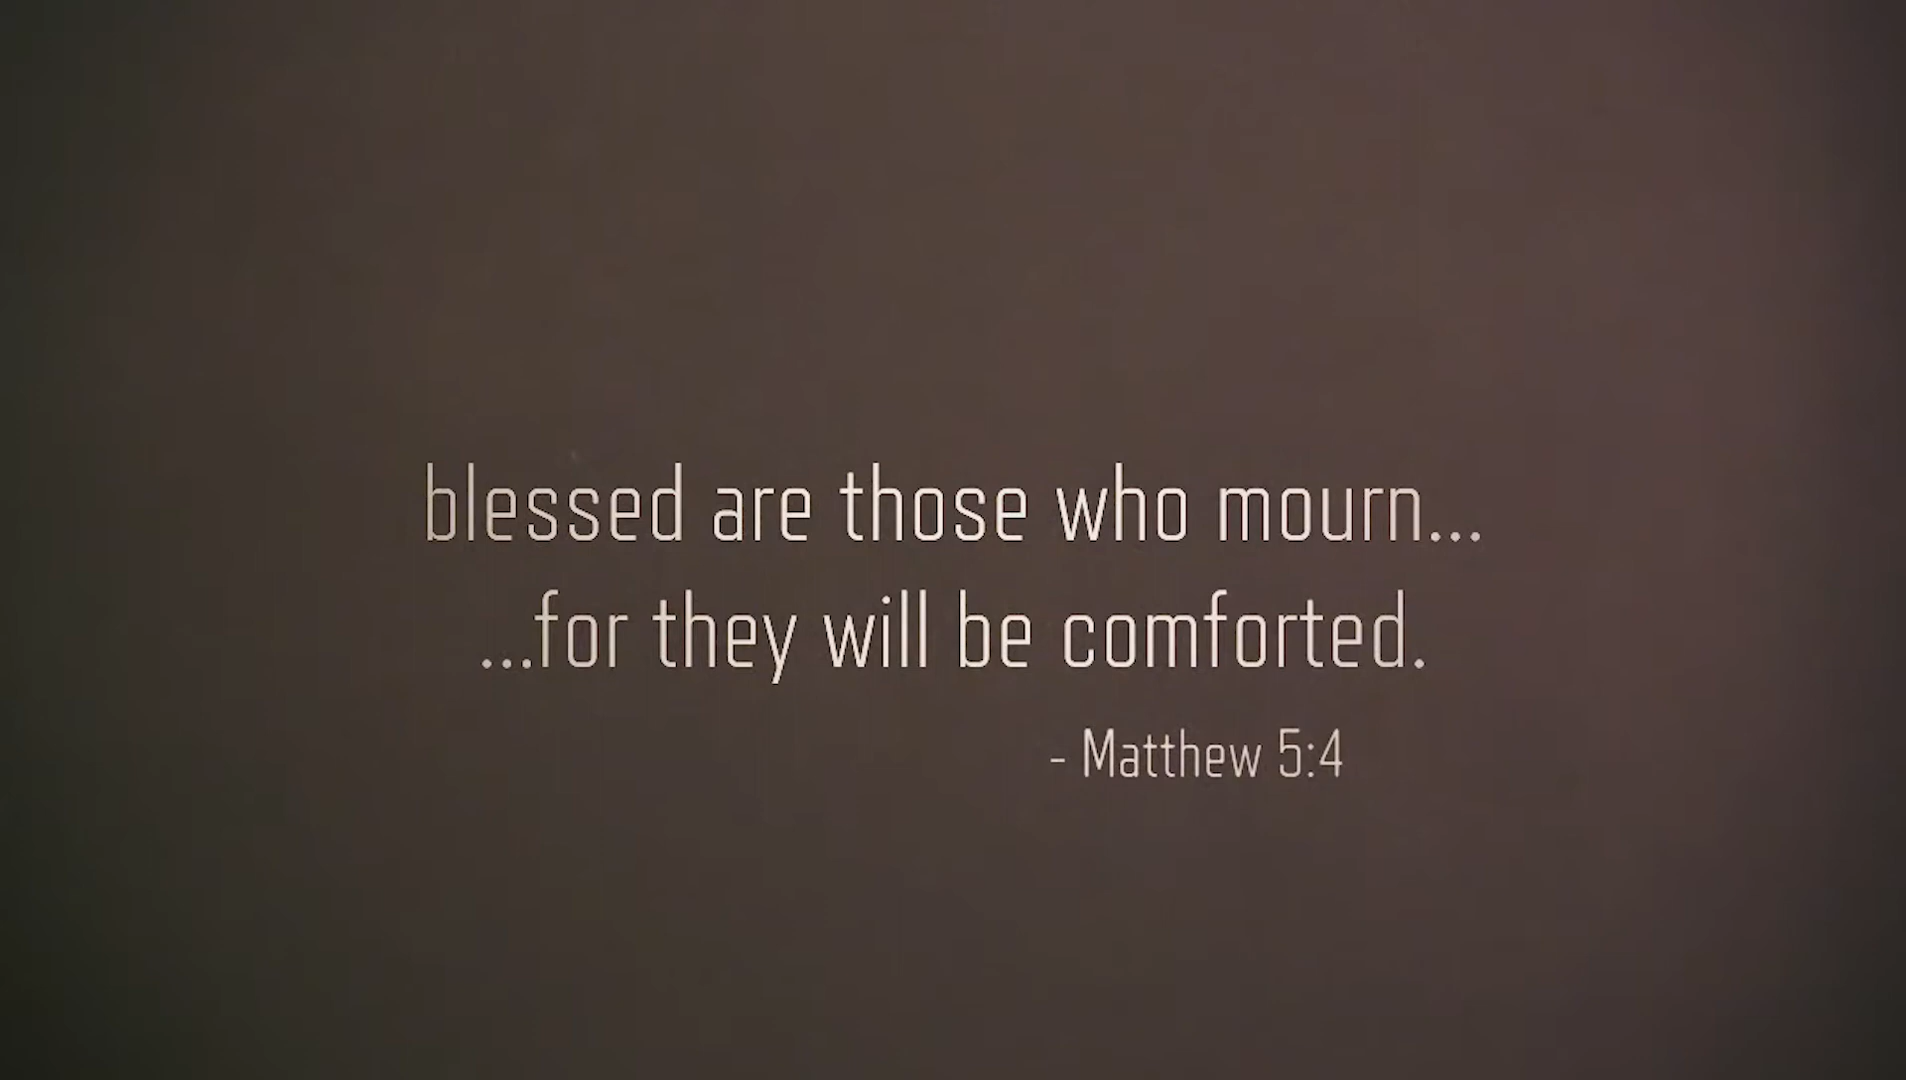 blessed are those who mourn...
...for they will be comforted.
- Matthew 5:4